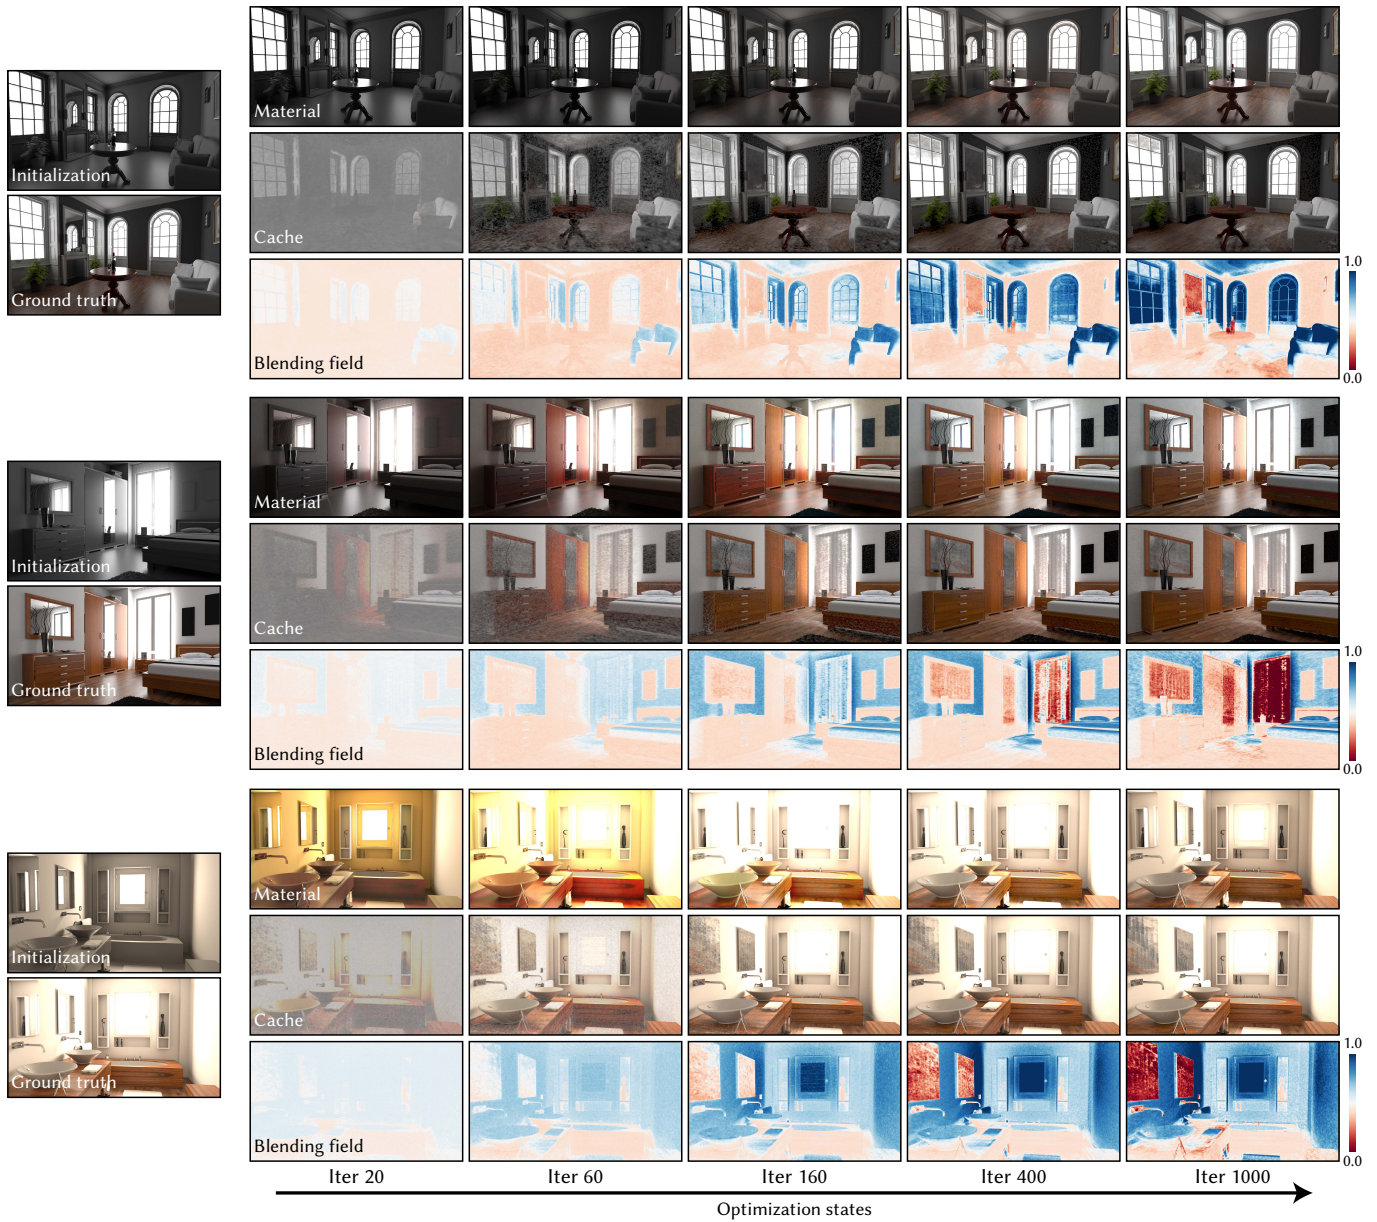 Initialization
Ground truth
Material
Cache
Blending field
1.0
0.0
Initialization
Ground truth
Material
Cache
Blending field
1.0
0.0
Initialization
Ground truth
Material
Cache
Blending field
1.0
0.0
Iter 20
Iter 60
Iter 160
Iter 400
Iter 1000
Optimization states